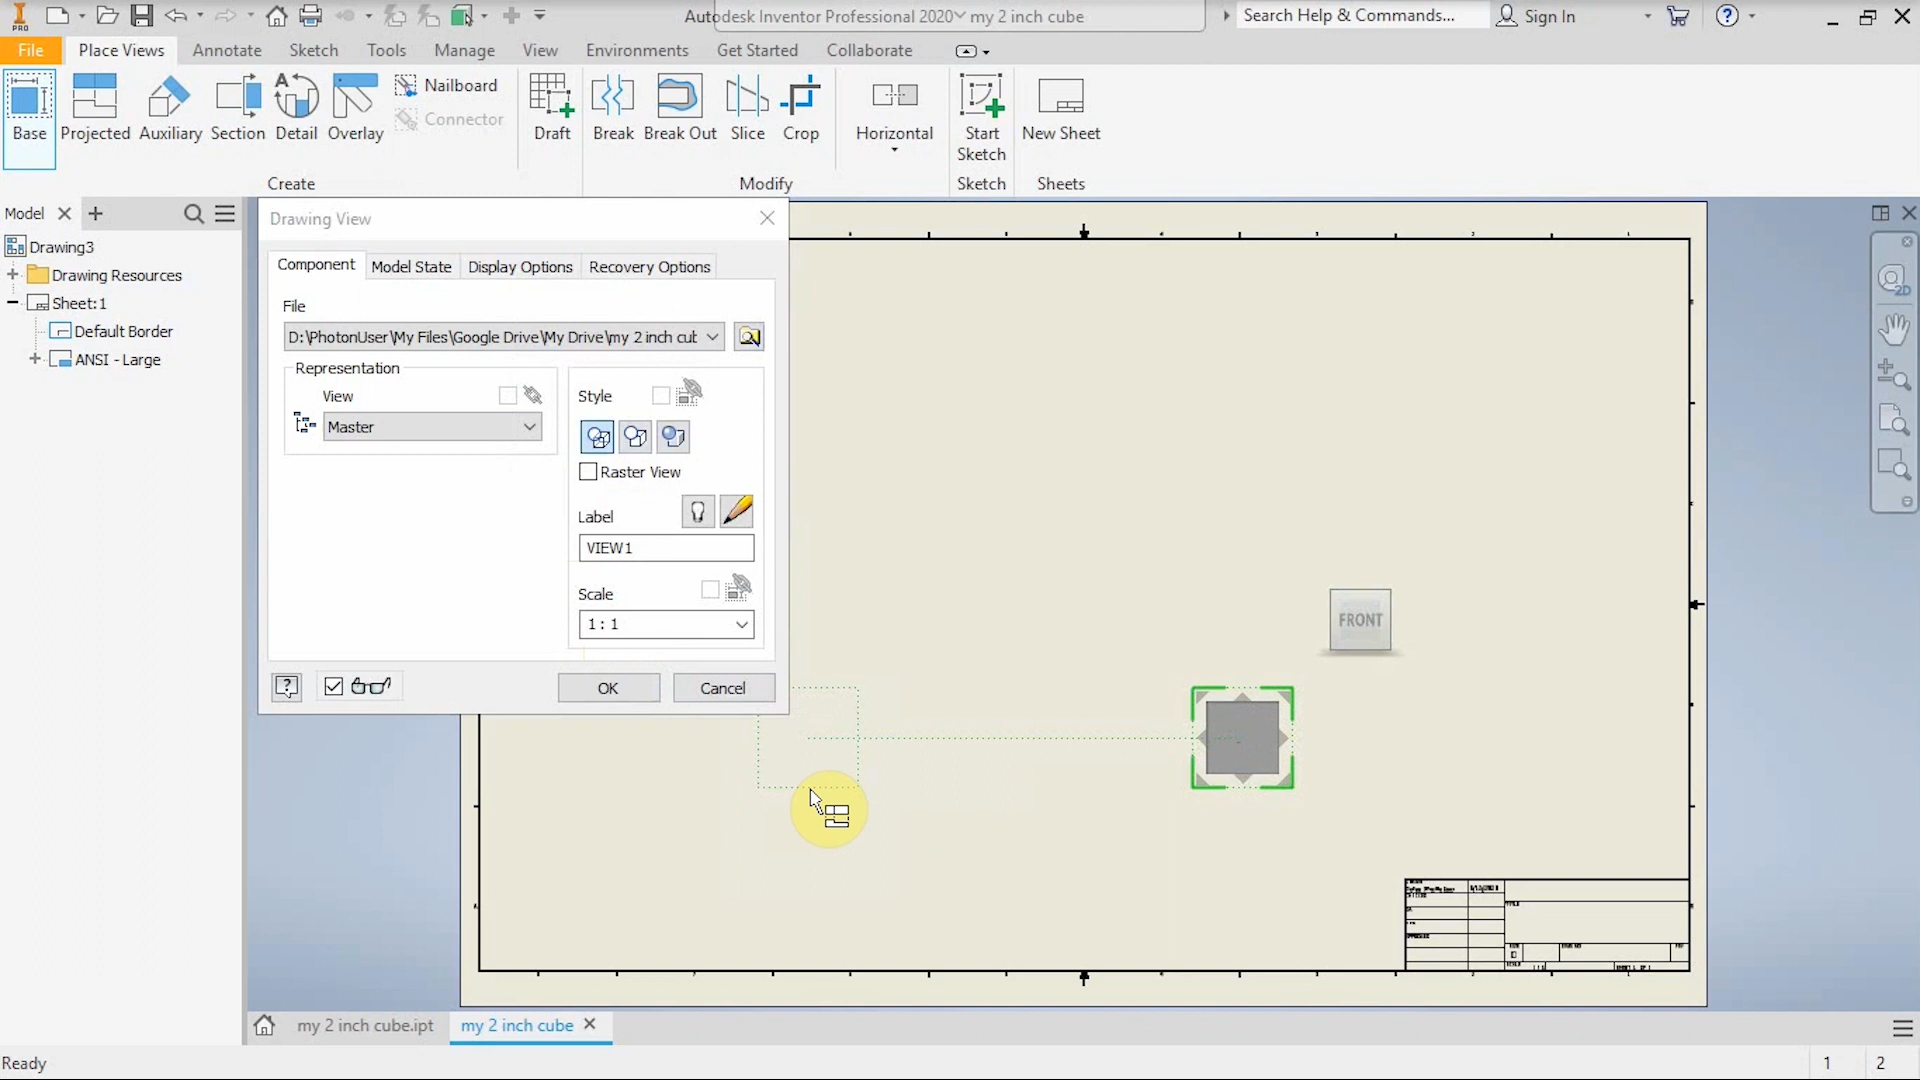 Autodesk Inventor Professional 2020 my 2 inch cube
Search Help & Commands...
Sign In
PRO
File
Place Views
Annotate
Sketch
Tools
Manage
View
Environments
Get Started
Collaborate
Base
Projected
Auxiliary
Section
Detail
Overlay
Nailboard
Connector
Draft
Break
Break Out
Slice
Crop
Horizontal
Start
Sketch
New Sheet
Create
Modify
Sketch
Sheets
Model
Drawing3
Drawing Resources
Sheet:1
Default Border
ANSI - Large
Drawing View
Component
Model State
Display Options
Recovery Options
File
D:\PhotonUser\My Files\Google Drive\My Drive\my 2 inch cub
Representation
View
Master
Style
Raster View
Label
VIEW1
Scale
1 : 1
OK
Cancel
FRONT
2D
my 2 inch cube.ipt
my 2 inch cube
Ready
1
2